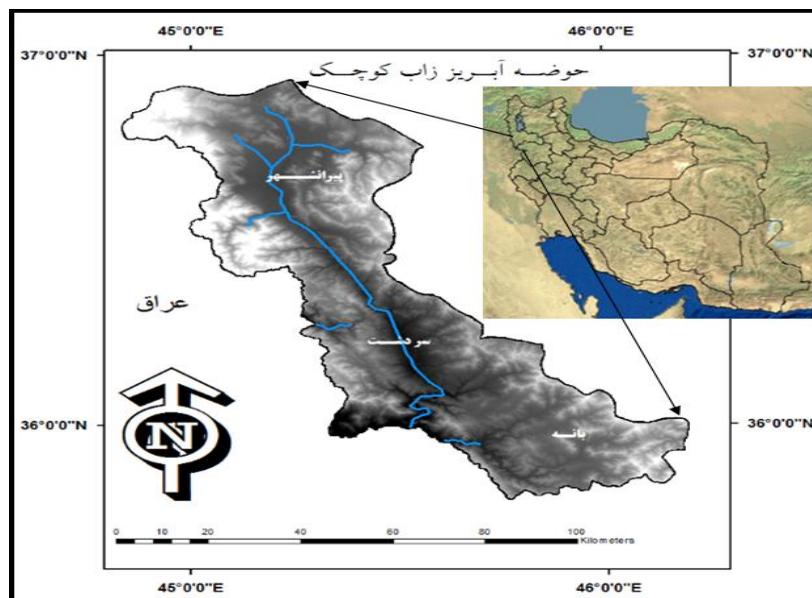 45°0'0"E 46°0'0"E
37°0'0"N 37°0'0"N
حوضه آبریز زاب کوچک
پیرانشهر
عراق
سردشت
36°0'0"N 36°0'0"N
بانه
N
0 10 20 40 60 80 100
Kilometers
45°0'0"E 46°0'0"E